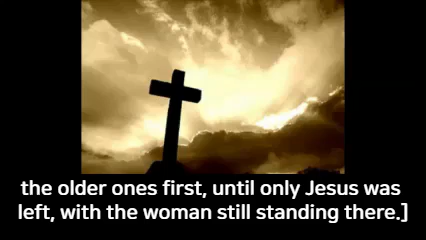 the older ones first, until only Jesus was
left, with the woman still standing there.]